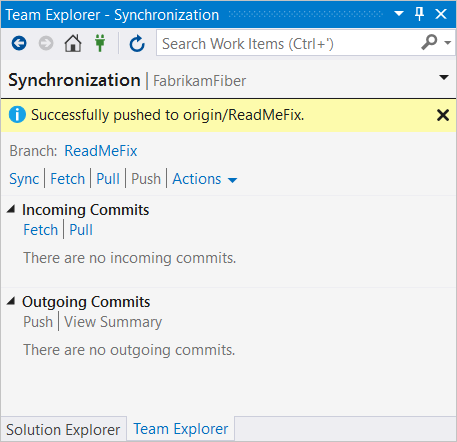 Team Explorer - Synchronization
Search Work Items (Ctrl+')
Synchronization | FabrikamFiber
Successfully pushed to origin/ReadMeFix.
Branch: ReadMeFix
Sync | Fetch | Pull | Push | Actions
Incoming Commits
Fetch | Pull
There are no incoming commits.
Outgoing Commits
Push | View Summary
There are no outgoing commits.
Solution Explorer Team Explorer